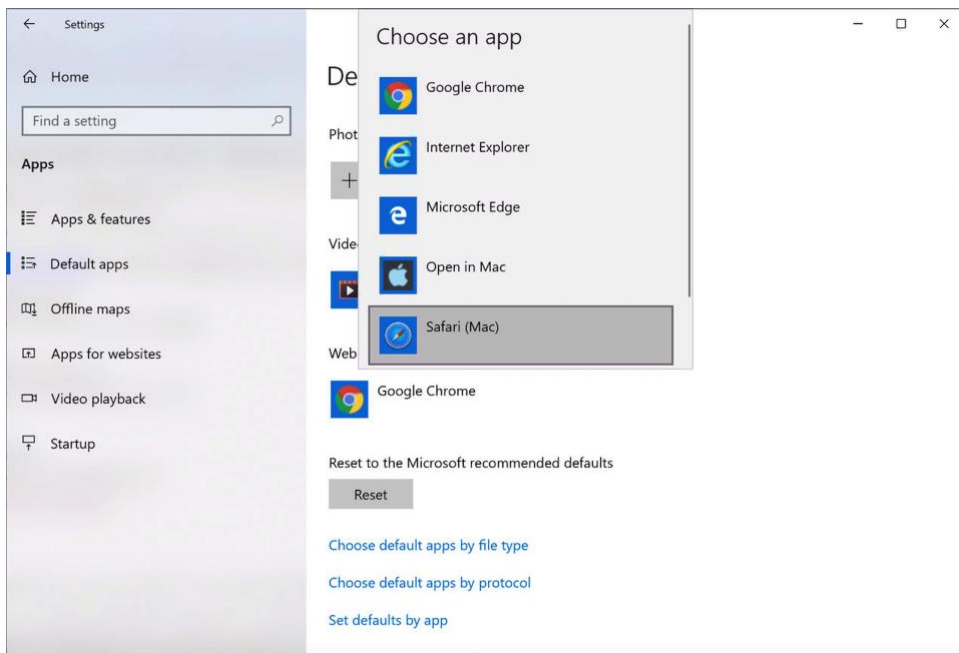 Settings
Home
Find a setting
Apps
Apps & features
Default apps
Offline maps
Apps for websites
Video playback
Startup
Choose an app
Google Chrome
Internet Explorer
Microsoft Edge
Open in Mac
Safari (Mac)
De
Phot
Vide
Web
Google Chrome
Reset to the Microsoft recommended defaults
Reset
Choose default apps by file type
Choose default apps by protocol
Set defaults by app